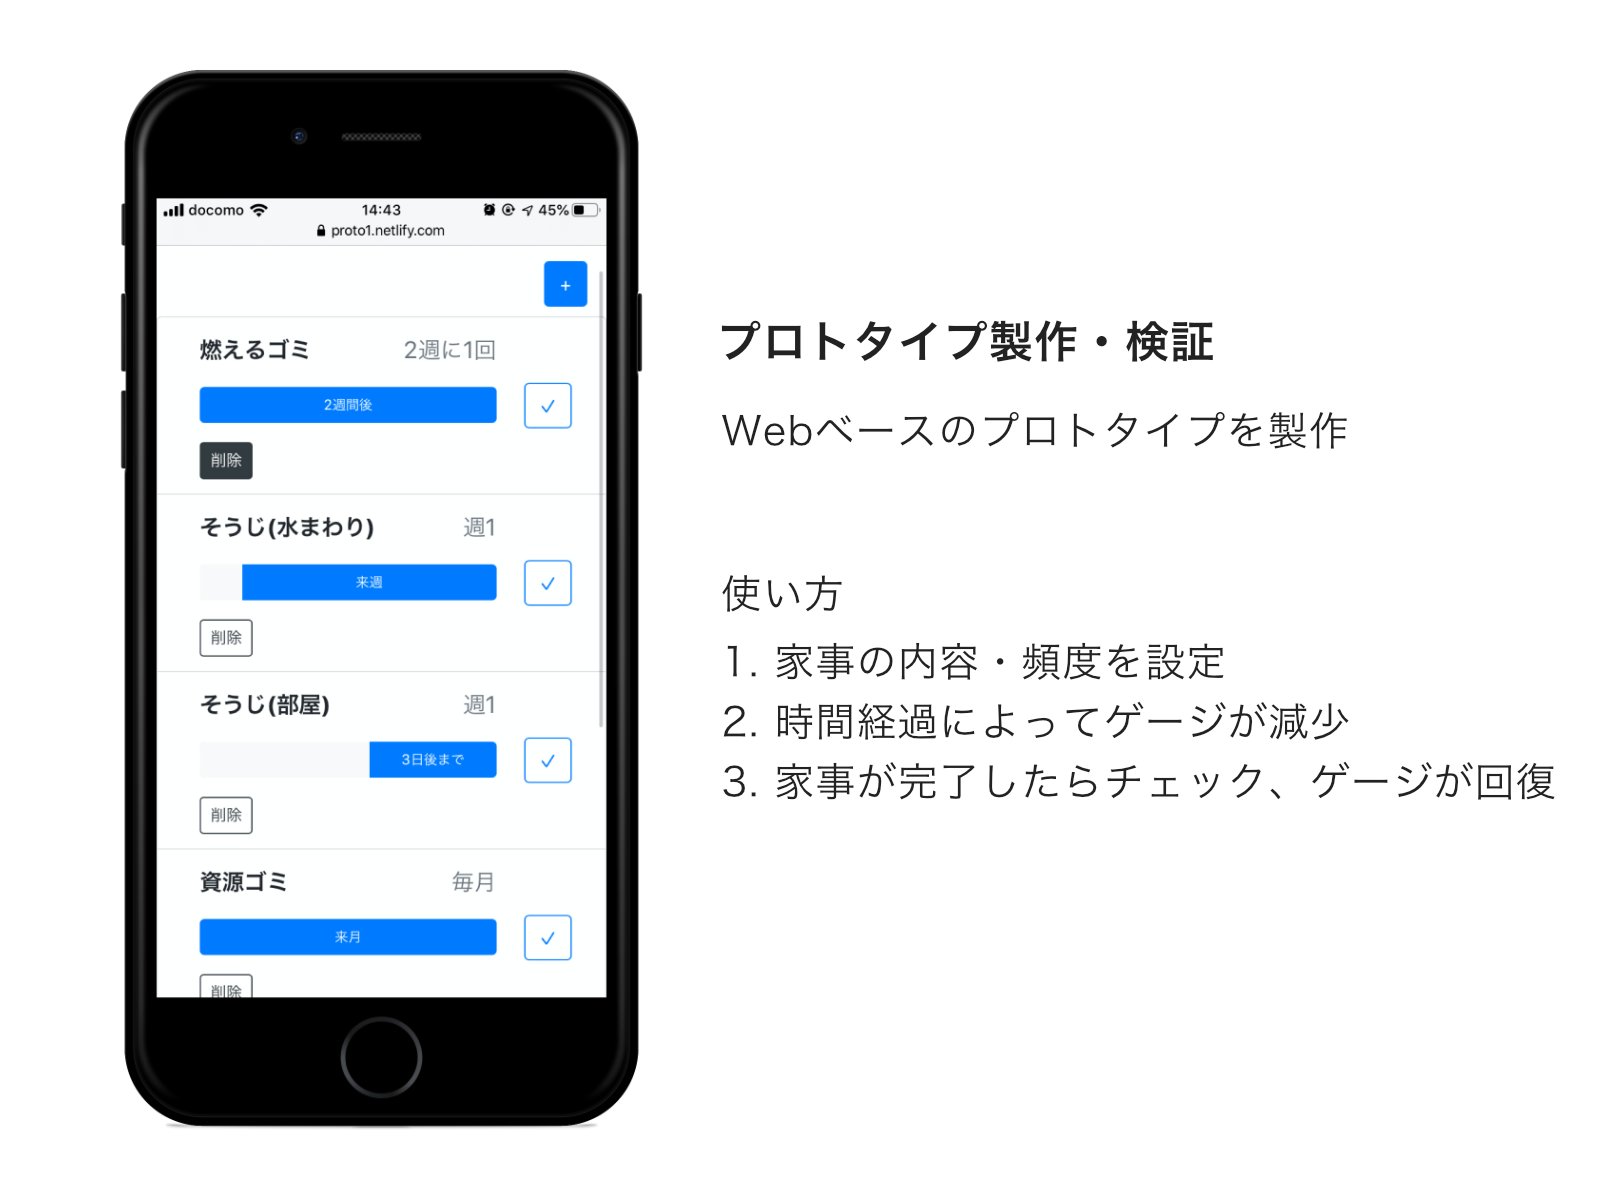 docomo 14:43 45%
proto1.netlify.com
+
燃えるゴミ 2週に1回
2週間後
削除
そうじ(水まわり) 週1
来週
削除
そうじ(部屋) 週1
3日後まで
削除
資源ゴミ 毎月
来月
削除
プロトタイプ製作・検証
Webベースのプロトタイプを製作
使い方
1. 家事の内容・頻度を設定
2. 時間経過によってゲージが減少
3. 家事が完了したらチェック、ゲージが回復